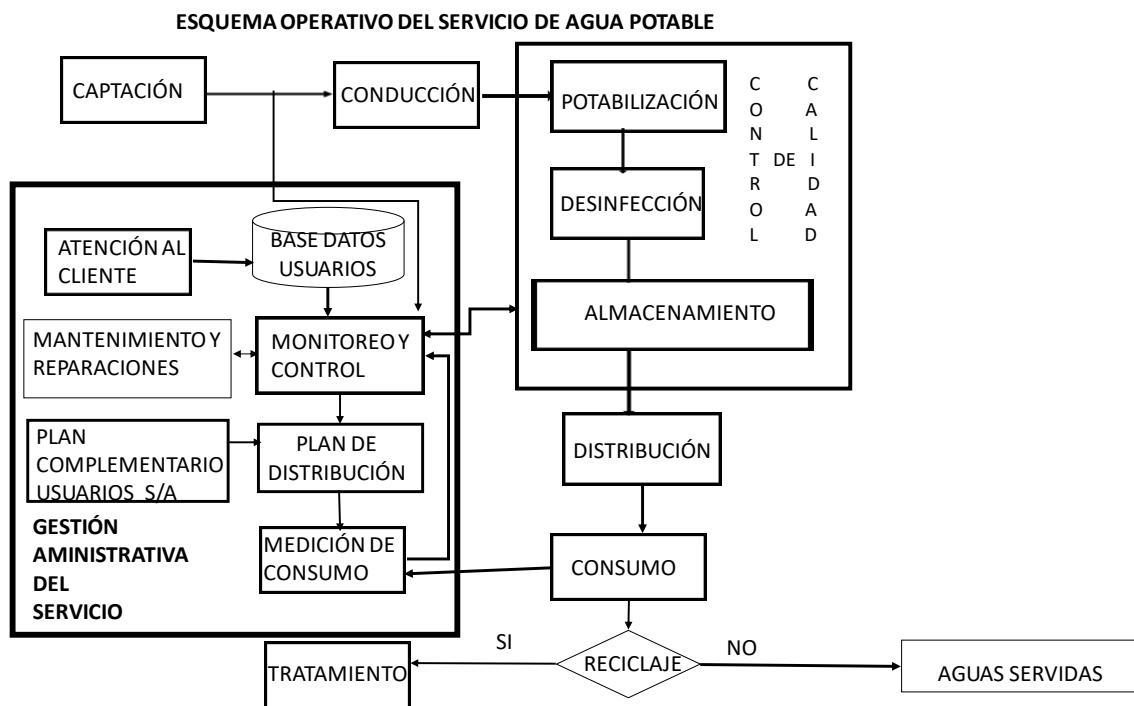 ESQUEMA OPERATIVO DEL SERVICIO DE AGUA POTABLE
CAPTACIÓN
CONDUCCIÓN
POTABILIZACIÓN
CONTROL
DE
CALIDAD
DESINFECCIÓN
ALMACENAMIENTO
ATENCIÓN AL
CLIENTE
BASE DATOS
USUARIOS
MANTENIMIENTO Y
REPARACIONES
MONITOREO Y
CONTROL
PLAN
COMPLEMENTARIO
USUARIOS S/A
PLAN DE
DISTRIBUCIÓN
DISTRIBUCIÓN
GESTIÓN
AMINISTRATIVA
DEL
SERVICIO
MEDICIÓN DE
CONSUMO
CONSUMO
SI
RECICLAJE
NO
TRATAMIENTO
AGUAS SERVIDAS